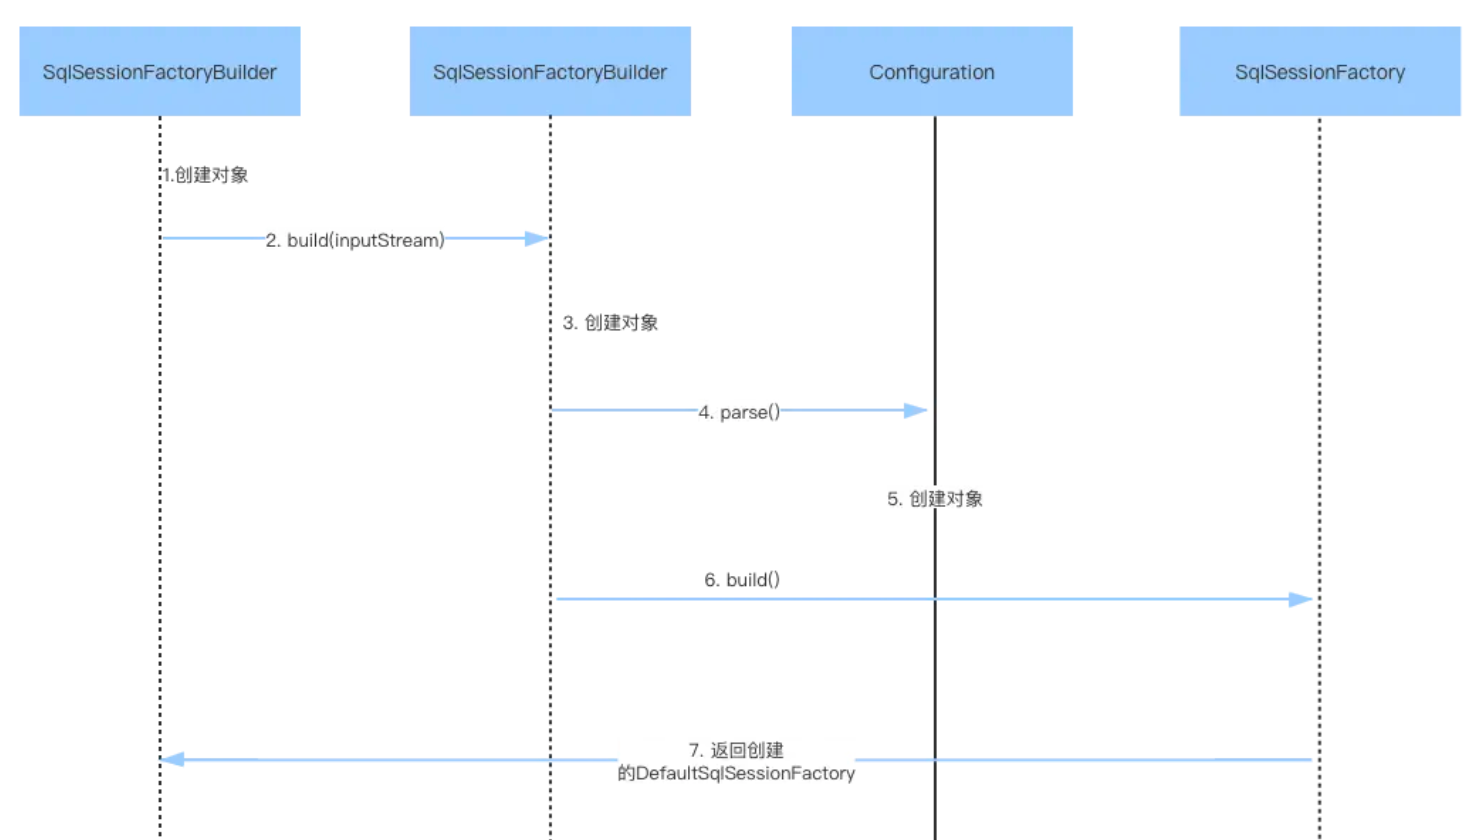 SqlSessionFactoryBuilder
SqlSessionFactoryBuilder
Configuration
SqlSessionFactory
1.创建对象
2. build(inputStream)
3. 创建对象
4. parse()
5. 创建对象
6. build()
7. 返回创建
的DefaultSqlSessionFactory